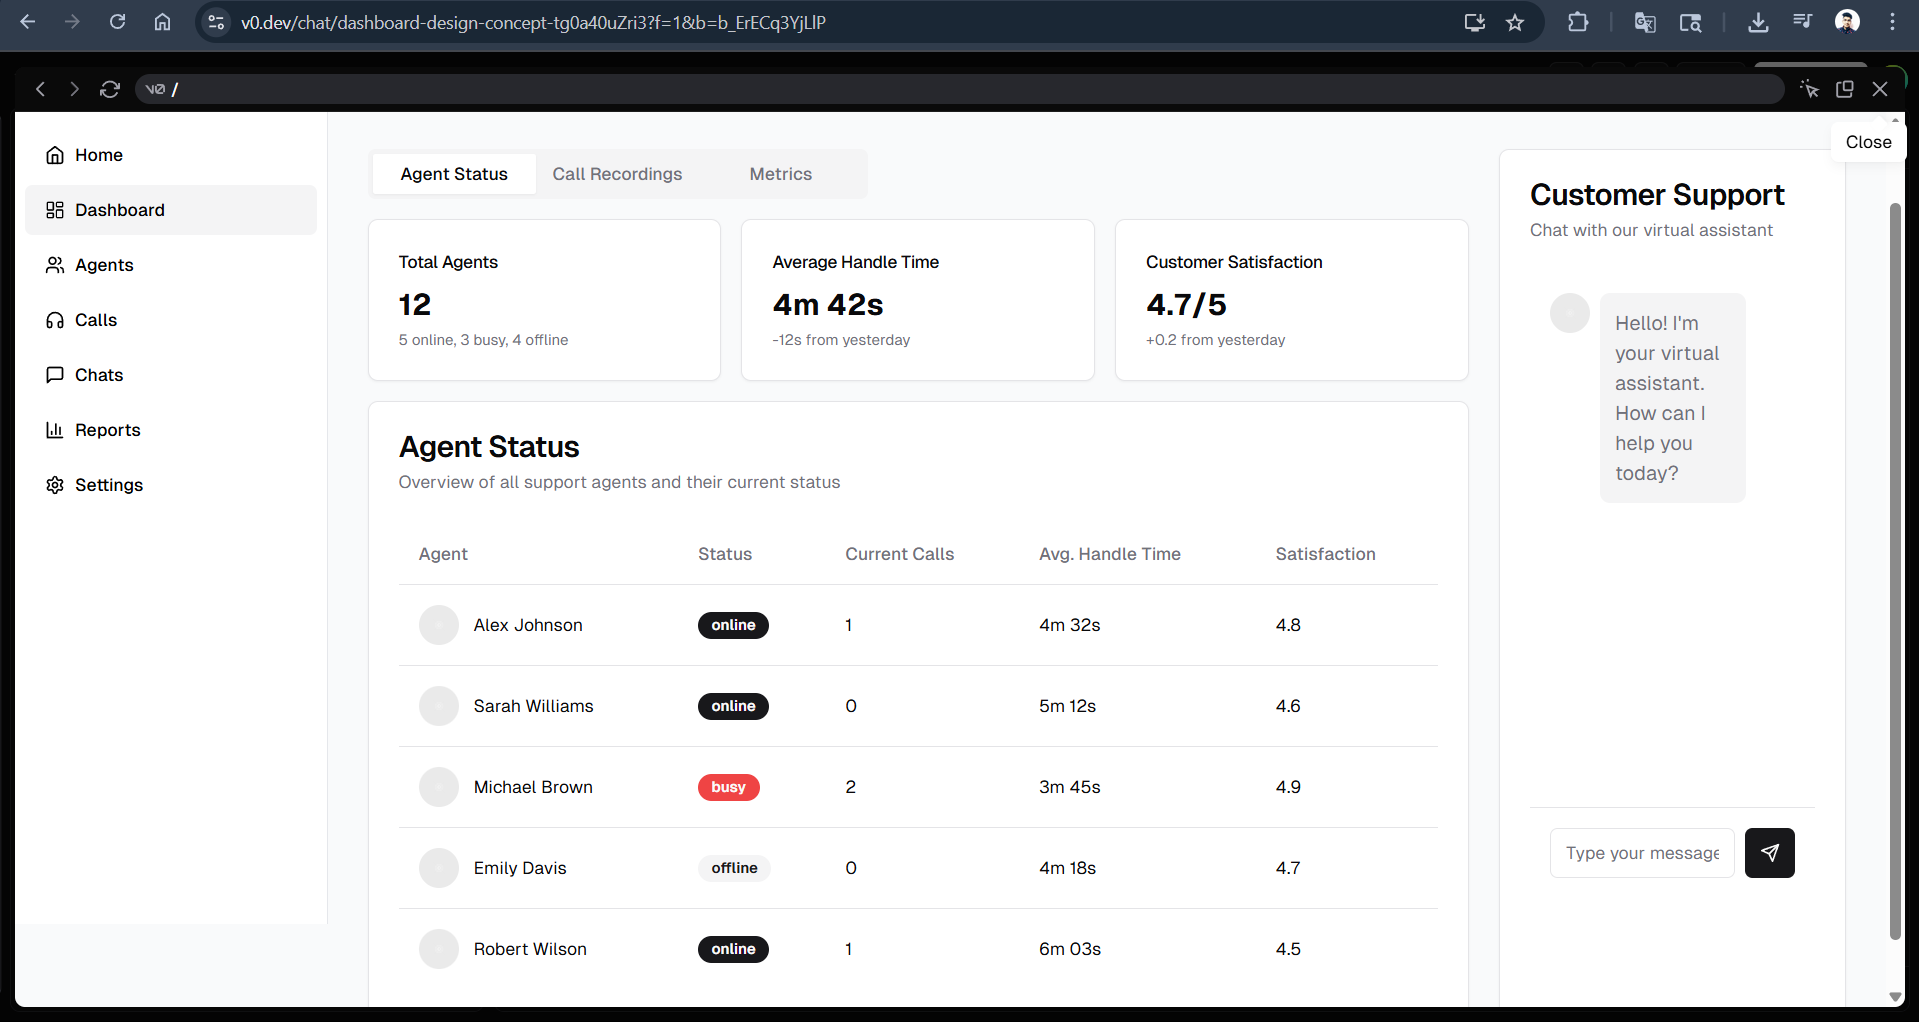 v0.dev/chat/dashboard-design-concept-tg0a40uZri3?f=1&b=b_ErECq3YjLlP
v0 /
Close
Home
Dashboard
Agents
Calls
Chats
Reports
Settings
Agent Status
Call Recordings
Metrics
Total Agents
12
5 online, 3 busy, 4 offline
Average Handle Time
4m 42s
-12s from yesterday
Customer Satisfaction
4.7/5
+0.2 from yesterday
Agent Status
Overview of all support agents and their current status
Agent Status Current Calls Avg. Handle Time Satisfaction
Alex Johnson online 1 4m 32s 4.8
Sarah Williams online 0 5m 12s 4.6
Michael Brown busy 2 3m 45s 4.9
Emily Davis offline 0 4m 18s 4.7
Robert Wilson online 1 6m 03s 4.5
Customer Support
Chat with our virtual assistant
Hello! I'm
your virtual
assistant.
How can I
help you
today?
Type your message